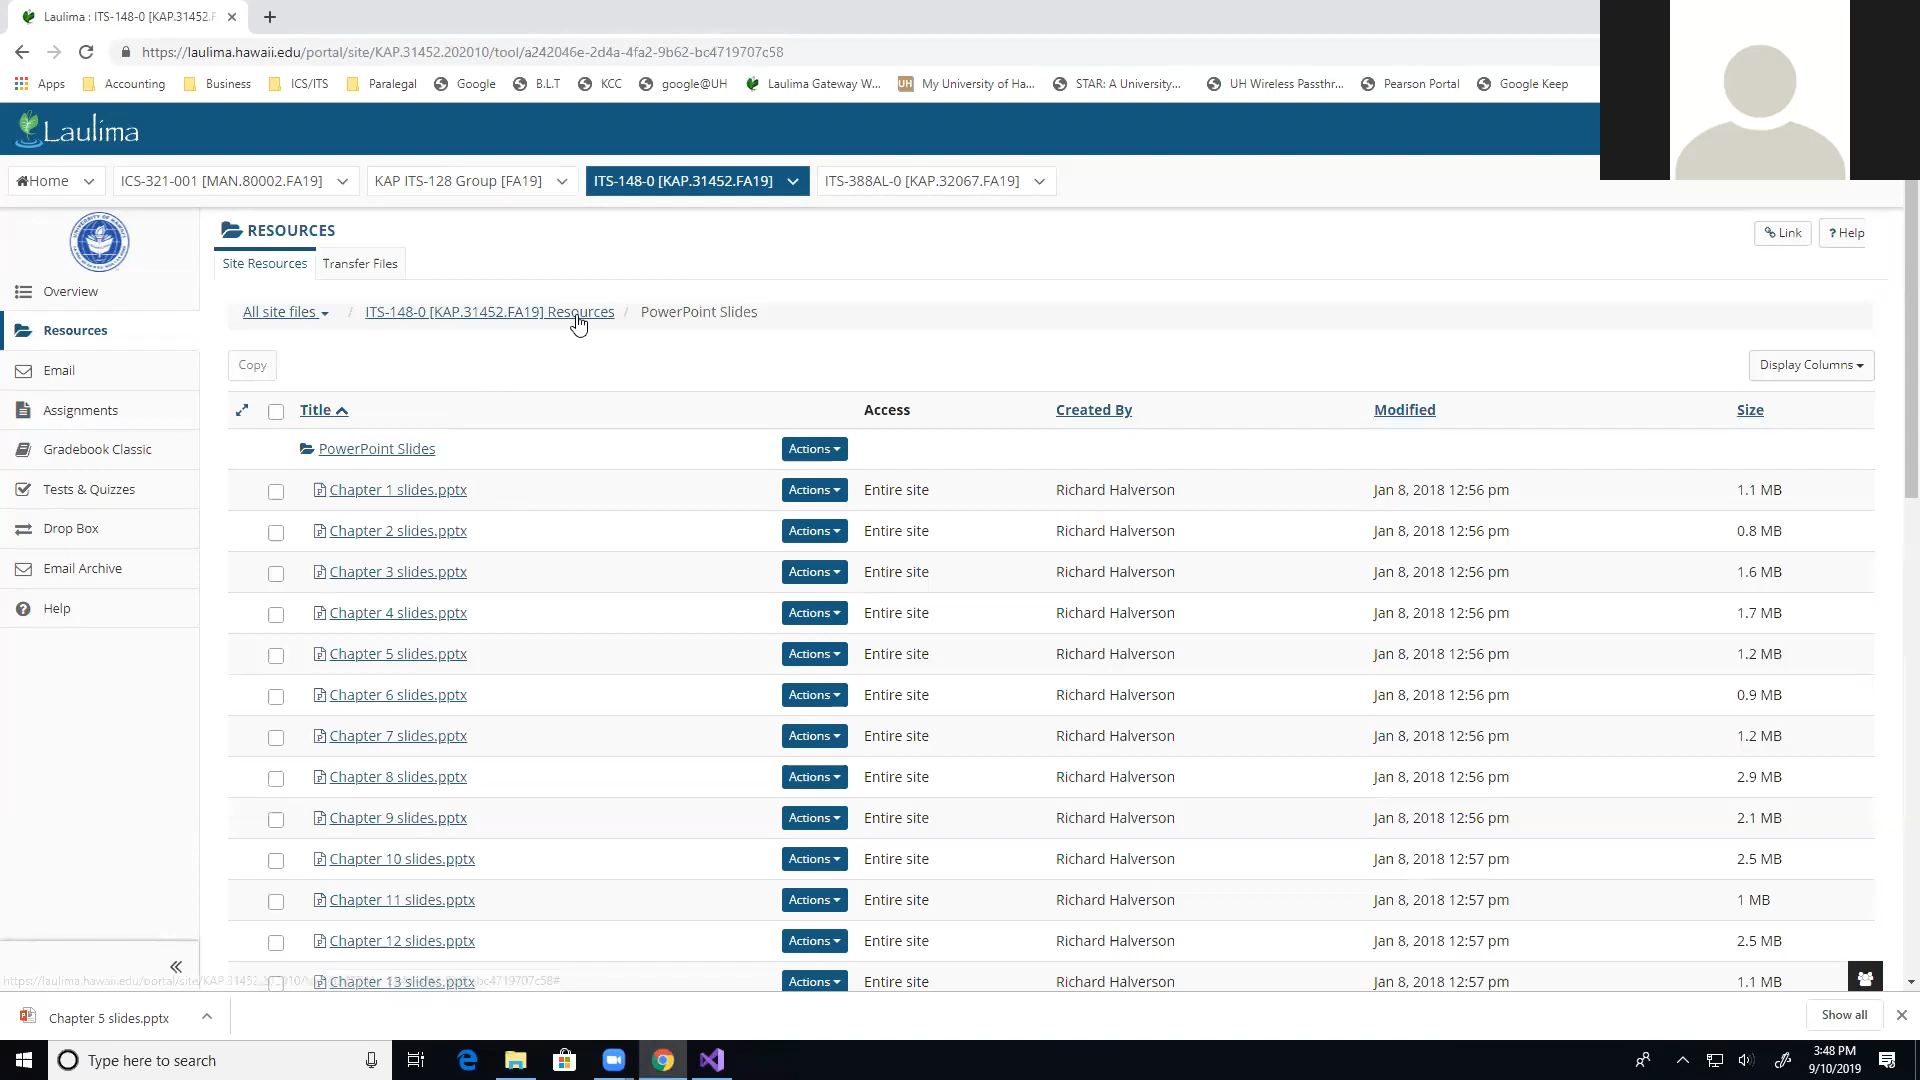 Laulima : ITS-148-0 [KAP.31452.F
https://laulima.hawaii.edu/portal/site/KAP.31452.202010/tool/a242046e-2d4a-4fa2-9b62-bc4719707c58
Apps Accounting Business ICS/ITS Paralegal Google B.L.T KCC google@UH Laulima Gateway W... UH My University of Ha... STAR: A University... UH Wireless Passthr... Pearson Portal Google Keep
Laulima
Home ICS-321-001 [MAN.80002.FA19] KAP ITS-128 Group [FA19] ITS-148-0 [KAP.31452.FA19] ITS-388AL-0 [KAP.32067.FA19]
RESOURCES
Link ? Help
Site Resources Transfer Files
Overview
Resources
Email
Assignments
Gradebook Classic
Tests & Quizzes
Drop Box
Email Archive
Help
All site files / ITS-148-0 [KAP.31452.FA19] Resources / PowerPoint Slides
Copy Display Columns
Title Access Created By Modified Size
PowerPoint Slides Actions
Chapter 1 slides.pptx Actions Entire site Richard Halverson Jan 8, 2018 12:56 pm 1.1 MB
Chapter 2 slides.pptx Actions Entire site Richard Halverson Jan 8, 2018 12:56 pm 0.8 MB
Chapter 3 slides.pptx Actions Entire site Richard Halverson Jan 8, 2018 12:56 pm 1.6 MB
Chapter 4 slides.pptx Actions Entire site Richard Halverson Jan 8, 2018 12:56 pm 1.7 MB
Chapter 5 slides.pptx Actions Entire site Richard Halverson Jan 8, 2018 12:56 pm 1.2 MB
Chapter 6 slides.pptx Actions Entire site Richard Halverson Jan 8, 2018 12:56 pm 0.9 MB
Chapter 7 slides.pptx Actions Entire site Richard Halverson Jan 8, 2018 12:56 pm 1.2 MB
Chapter 8 slides.pptx Actions Entire site Richard Halverson Jan 8, 2018 12:56 pm 2.9 MB
Chapter 9 slides.pptx Actions Entire site Richard Halverson Jan 8, 2018 12:56 pm 2.1 MB
Chapter 10 slides.pptx Actions Entire site Richard Halverson Jan 8, 2018 12:57 pm 2.5 MB
Chapter 11 slides.pptx Actions Entire site Richard Halverson Jan 8, 2018 12:57 pm 1 MB
Chapter 12 slides.pptx Actions Entire site Richard Halverson Jan 8, 2018 12:57 pm 2.5 MB
Chapter 13 slides.pptx Actions Entire site Richard Halverson Jan 8, 2018 12:57 pm 1.1 MB
Chapter 5 slides.pptx Show all
Type here to search
3:48 PM
9/10/2019